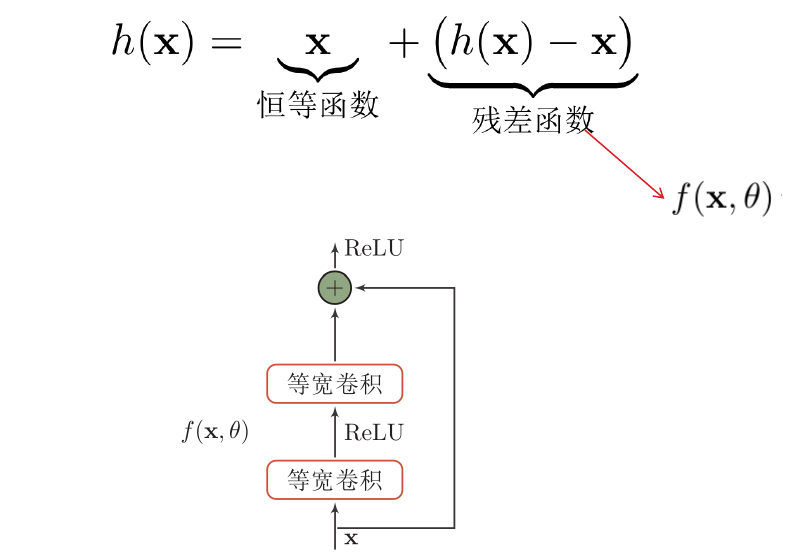 h(x) = x + (h(x) − x)
恒等函数
残差函数
f(x, θ)
ReLU
+
等宽卷积
f(x, θ)
ReLU
等宽卷积
x